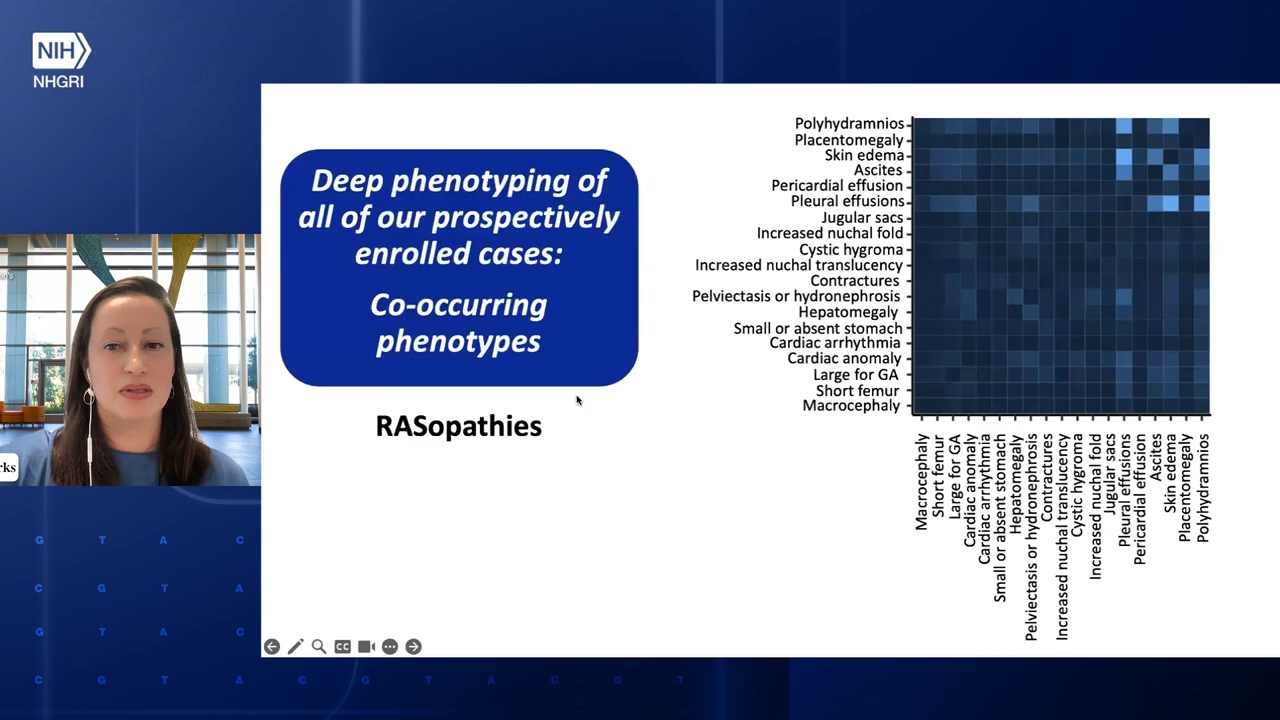 NIH
NHGRI
Deep phenotyping of
all of our prospectively
enrolled cases:
Co-occurring
phenotypes
RASopathies
Polyhydramnios
Placentomegaly
Skin edema
Ascites
Pericardial effusion
Pleural effusions
Jugular sacs
Increased nuchal fold
Cystic hygroma
Increased nuchal translucency
Contractures
Pelviectasis or hydronephrosis
Hepatomegaly
Small or absent stomach
Cardiac arrhythmia
Cardiac anomaly
Large for GA
Short femur
Macrocephaly
Macrocephaly
Short femur
Large for GA
Cardiac anomaly
Cardiac arrhythmia
Small or absent stomach
Hepatomegaly
Pelviectasis or hydronephrosis
Contractures
Increased nuchal translucency
Cystic hygroma
Increased nuchal fold
Jugular sacs
Pleural effusions
Pericardial effusion
Ascites
Skin edema
Placentomegaly
Polyhydramnios
rks
CC
G T A C
C G T A
G T A C
C G T A C G T A C G T